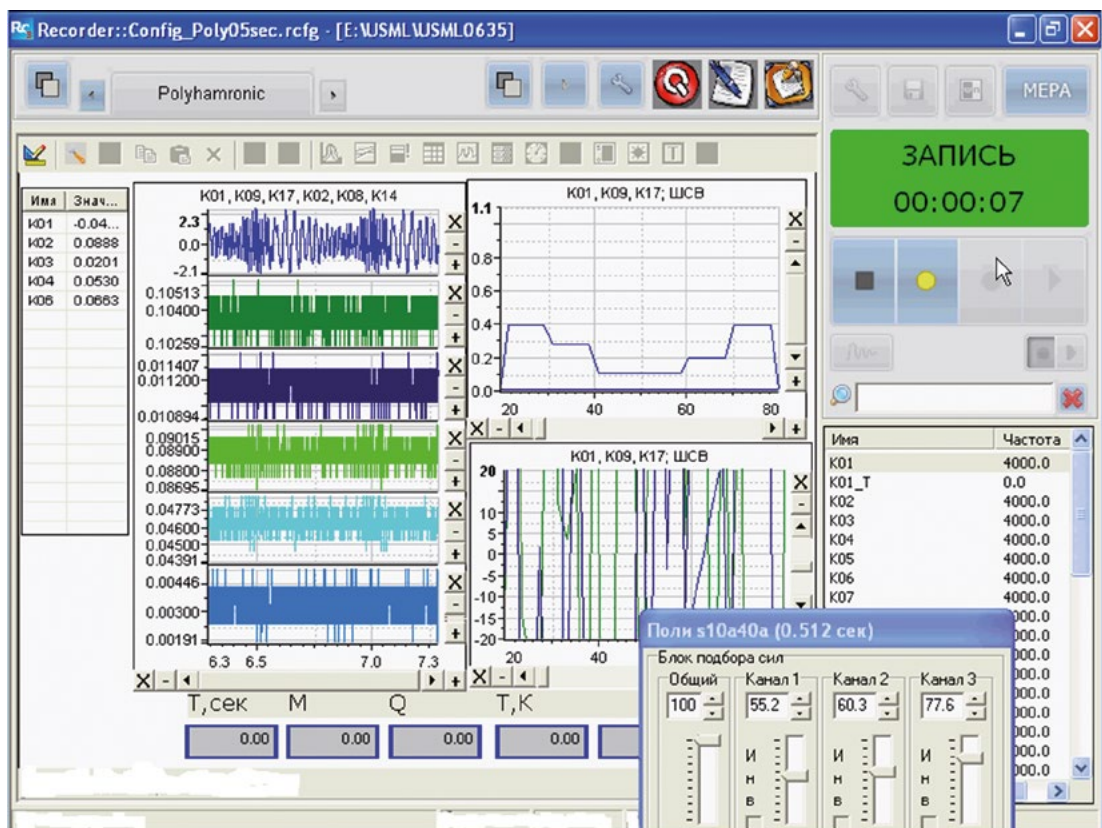 Recorder::Config_Poly05sec.rcfg - [E:\USML\USML0635]
Polyhamronic
МЕРА
ЗАПИСЬ
00:00:07
Имя Знач...
K01 -0.04...
K02 0.0888
K03 0.0201
K04 0.0530
K06 0.0663
K01, K09, K17, K02, K08, K14
2.3
0.0
-2.1
0.10513
0.10400
0.10259
0.011407
0.011200
0.010894
0.09015
0.08900
0.08800
0.08695
0.04773
0.04600
0.04500
0.04391
0.00446
0.00300
0.00191
6.3 6.5 7.0 7.3
K01, K09, K17; ШСВ
1.1
0.8
0.6
0.4
0.2
0.0
20 40 60 80
K01, K09, K17; ШСВ
20
10
5
0
-5
-10
-20
20 40
T,сек M Q T,K
0.00 0.00 0.00 0.00
Имя Частота
K01 4000.0
K01_T 0.0
K02 4000.0
K03 4000.0
K04 4000.0
K05 4000.0
K06 4000.0
K07 4000.0
Поли s10a40a (0.512 сек)
Блок подбора сил
Общий Канал 1 Канал 2 Канал 3
100 55.2 60.3 77.6
И И И
н н н
в в в